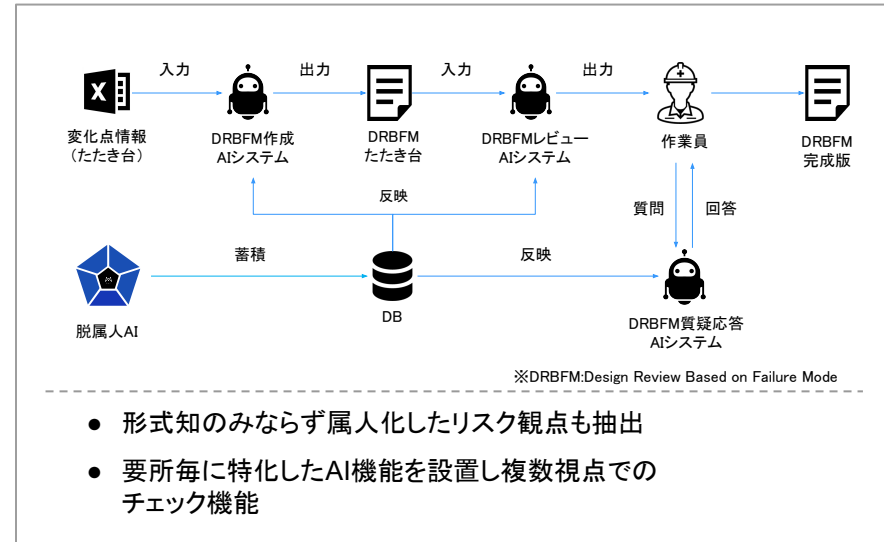 入力
出力
入力
出力
変化点情報
（たたき台）
DRBFM作成
AIシステム
DRBFM
たたき台
DRBFMレビュー
AIシステム
作業員
DRBFM
完成版
反映
質問
回答
蓄積
反映
脱属人AI
DB
DRBFM質疑応答
AIシステム
※DRBFM:Design Review Based on Failure Mode
● 形式知のみならず属人化したリスク観点も抽出
● 要所毎に特化したAI機能を設置し複数視点での
チェック機能